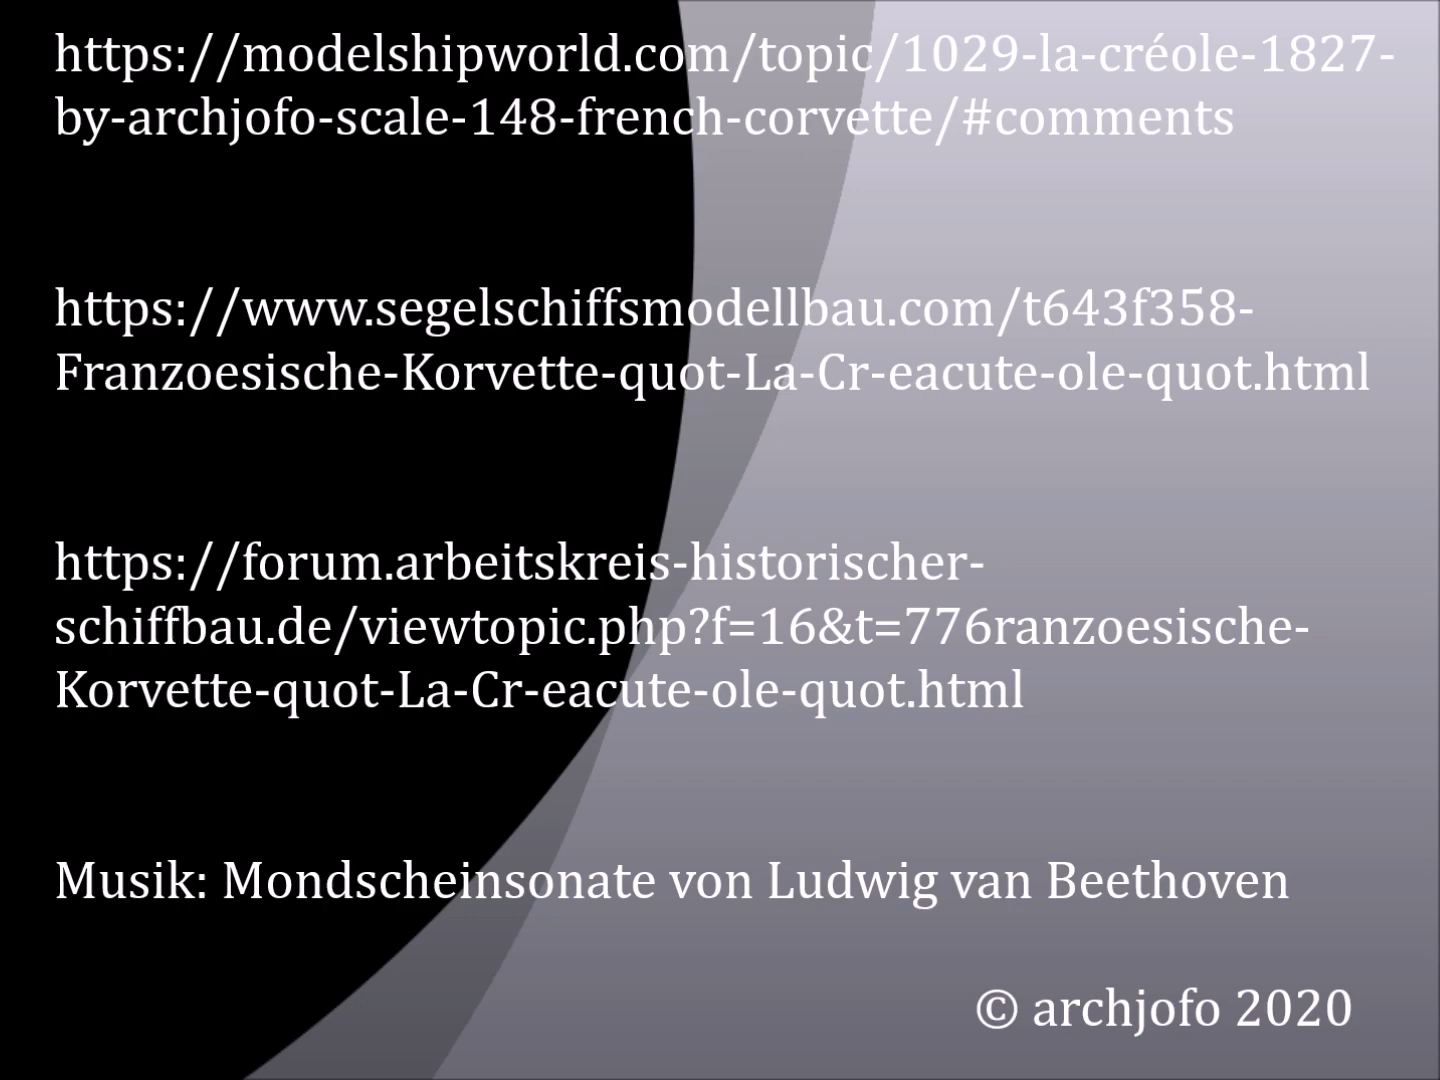 https://modelshipworld.com/topic/1029-la-créole-1827-
by-archjofo-scale-148-french-corvette/#comments
https://www.segelschiffsmodellbau.com/t643f358-
Franzoesische-Korvette-quot-La-Cr-eacute-ole-quot.html
https://forum.arbeitskreis-historischer-
schiffbau.de/viewtopic.php?f=16&t=776ranzoesische-
Korvette-quot-La-Cr-eacute-ole-quot.html
Musik: Mondscheinsonate von Ludwig van Beethoven
© archjofo 2020